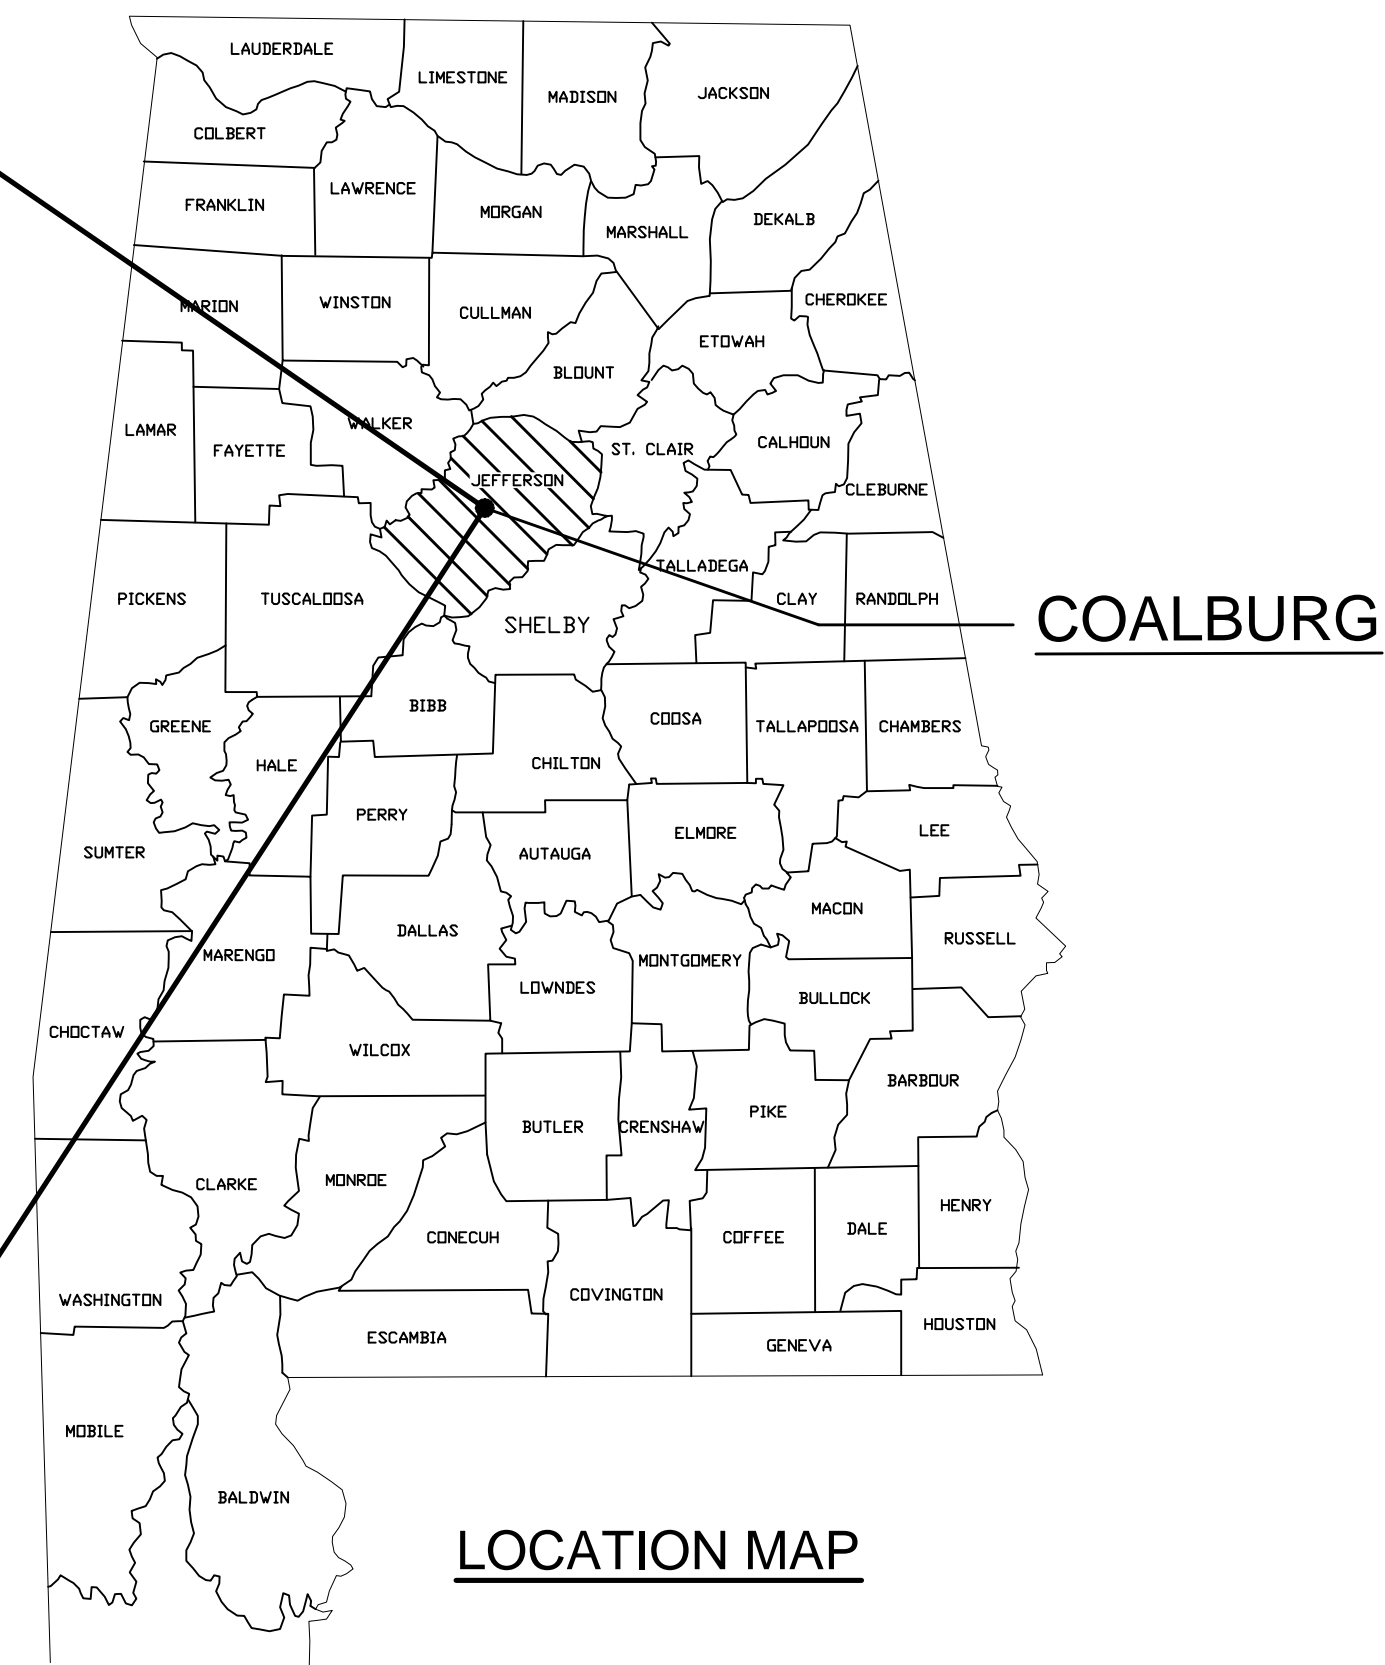 LAUDERDALE
LIMESTONE
MADISON
JACKSON
COLBERT
LAWRENCE
FRANKLIN
MORGAN
MARSHALL
DEKALB
MARION
WINSTON
CULLMAN
CHEROKEE
ETOWAH
BLOUNT
LAMAR
WALKER
FAYETTE
ST. CLAIR
CALHOUN
JEFFERSON
CLEBURNE
TALLADEGA
PICKENS
TUSCALOOSA
CLAY
RANDOLPH
SHELBY
COALBURG
GREENE
BIBB
COOSA
TALLAPOOSA
CHAMBERS
HALE
CHILTON
PERRY
ELMORE
LEE
SUMTER
AUTAUGA
MACON
DALLAS
RUSSELL
MARENGO
MONTGOMERY
LOWNDES
BULLOCK
CHOCTAW
WILCOX
BARBOUR
PIKE
BUTLER
CRENSHAW
CLARKE
MONROE
HENRY
CONECUH
COFFEE
DALE
WASHINGTON
COVINGTON
ESCAMBIA
HOUSTON
GENEVA
MOBILE
BALDWIN
LOCATION MAP